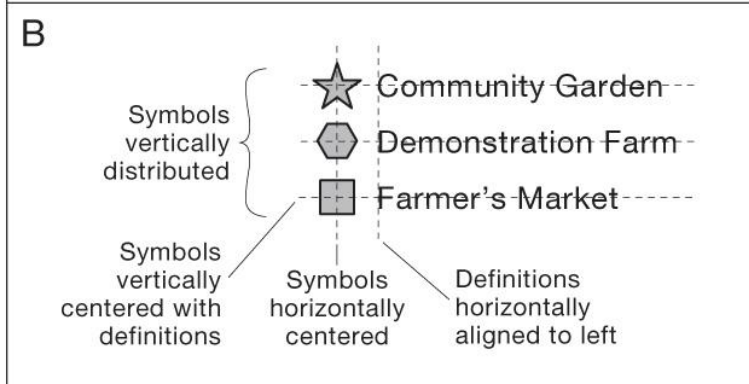 B
Community Garden
Demonstration Farm
Farmer's Market
Symbols
vertically
distributed
Symbols
vertically
centered with
definitions
Symbols
horizontally
centered
Definitions
horizontally
aligned to left